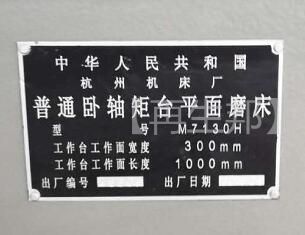 中华人民共和国
杭州机床厂
普通卧轴矩台平面磨床
型号 M7130H
工作台工作面宽度 300mm
工作台工作面长度 1000mm
出厂编号 出厂日期